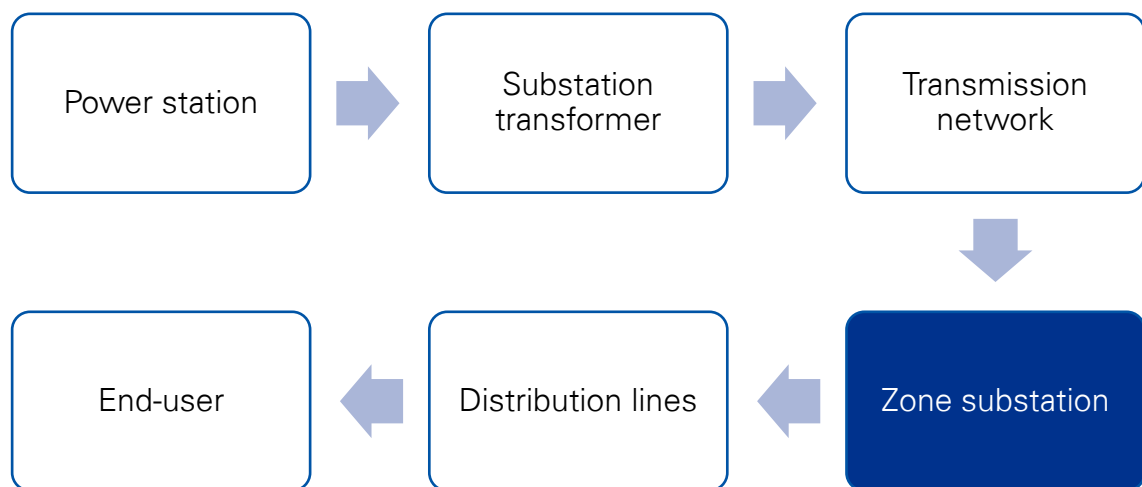 Power station
Substation
transformer
Transmission
network
Zone substation
Distribution lines
End-user